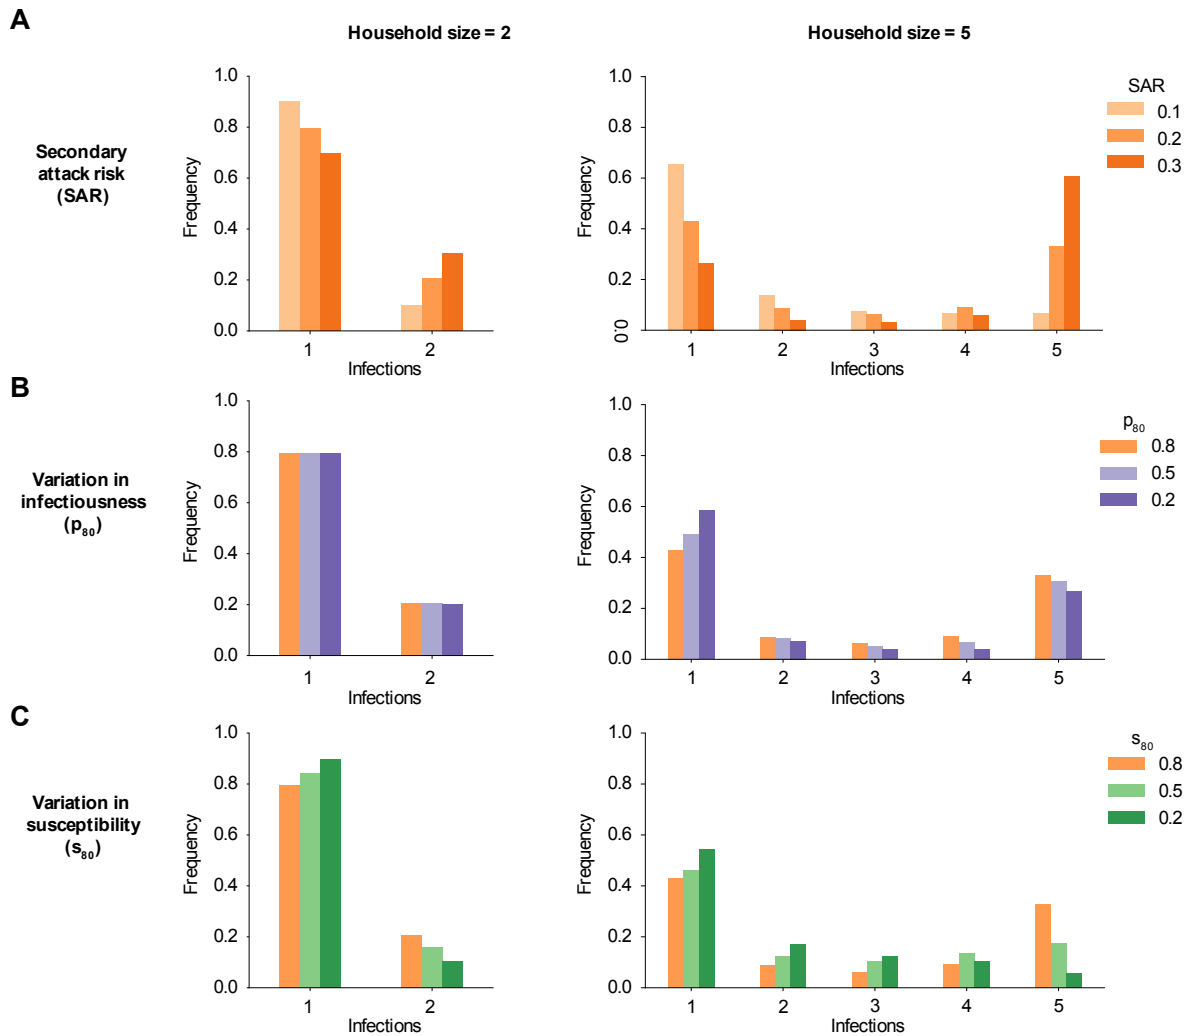 A
Household size = 2
Household size = 5
Secondary
attack risk
(SAR)
Frequency
1.0
0.8
0.6
0.4
0.2
0.0
1
2
Infections
Frequency
1.0
0.8
0.6
0.4
0.2
0.0
1
2
3
4
5
Infections
SAR
0.1
0.2
0.3
B
Variation in
infectiousness
(p80)
Frequency
1.0
0.8
0.6
0.4
0.2
0.0
1
2
Infections
Frequency
1.0
0.8
0.6
0.4
0.2
0.0
1
2
3
4
5
Infections
p80
0.8
0.5
0.2
C
Variation in
susceptibility
(s80)
Frequency
1.0
0.8
0.6
0.4
0.2
0.0
1
2
Infections
Frequency
1.0
0.8
0.6
0.4
0.2
0.0
1
2
3
4
5
Infections
s80
0.8
0.5
0.2